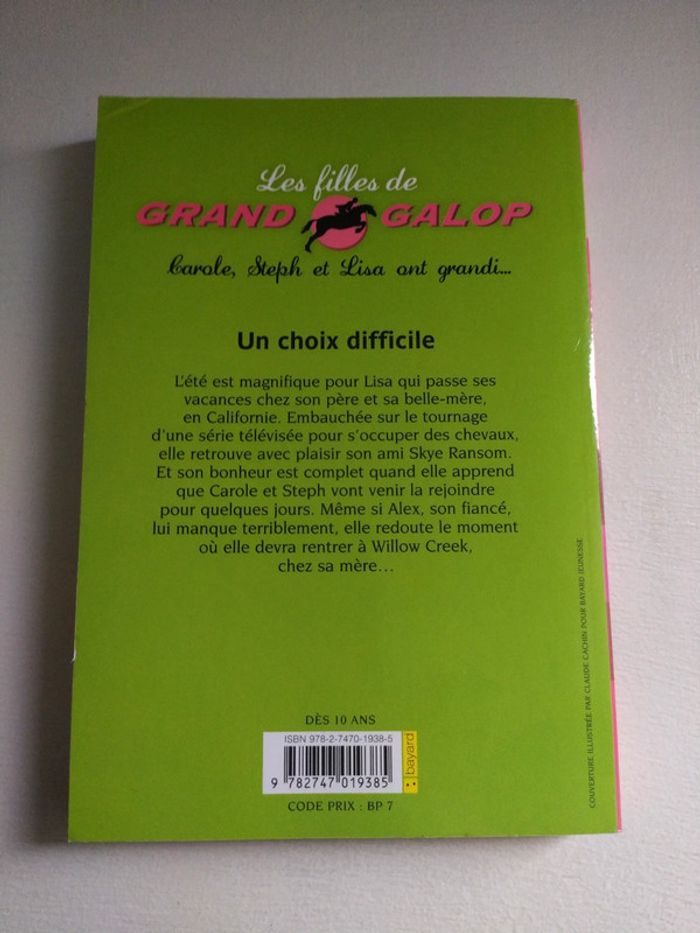 Les filles de
GRAND GALOP
Carole, Steph et Lisa ont grandi...
Un choix difficile
L'été est magnifique pour Lisa qui passe ses
vacances chez son père et sa belle-mère,
en Californie. Embauchée sur le tournage
d'une série télévisée pour s'occuper des chevaux,
elle retrouve avec plaisir son ami Skye Ransom.
Et son bonheur est complet quand elle apprend
que Carole et Steph vont venir la rejoindre
pour quelques jours. Même si Alex, son fiancé,
lui manque terriblement, elle redoute le moment
où elle devra rentrer à Willow Creek,
chez sa mère...
COUVERTURE ILLUSTRÉE PAR CLAUDE CACHIN POUR BAYARD JEUNESSE
DÈS 10 ANS
ISBN 978-2-7470-1938-5
bayard
9 782747 019385
CODE PRIX : BP 7